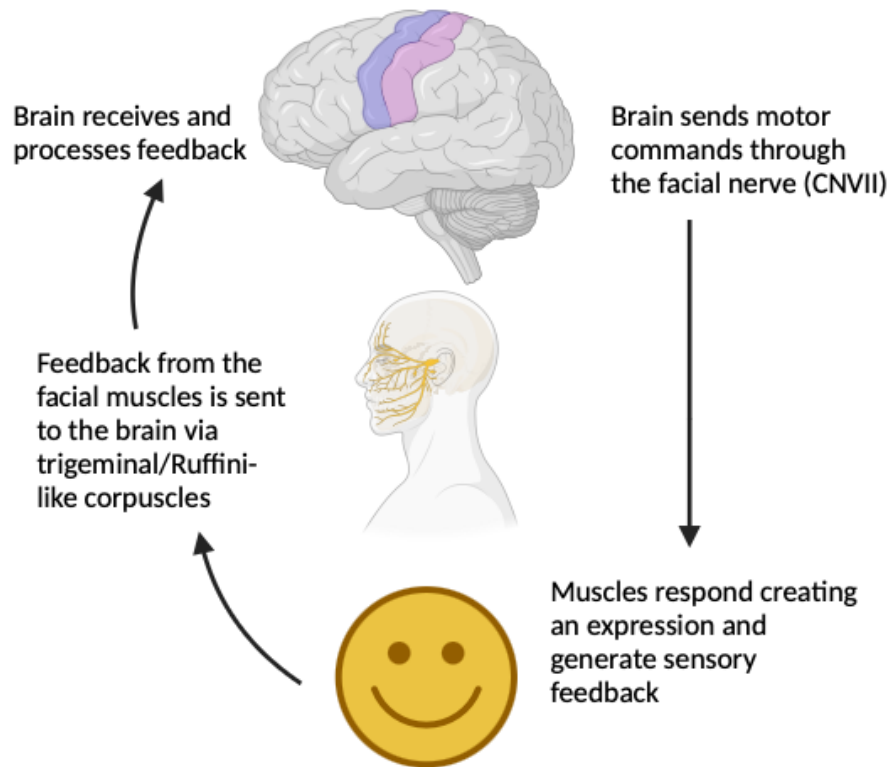 Brain receives and
processes feedback
Brain sends motor
commands through
the facial nerve (CNVII)
Feedback from the
facial muscles is sent
to the brain via
trigeminal/Ruffini-
like corpuscles
Muscles respond creating
an expression and
generate sensory
feedback